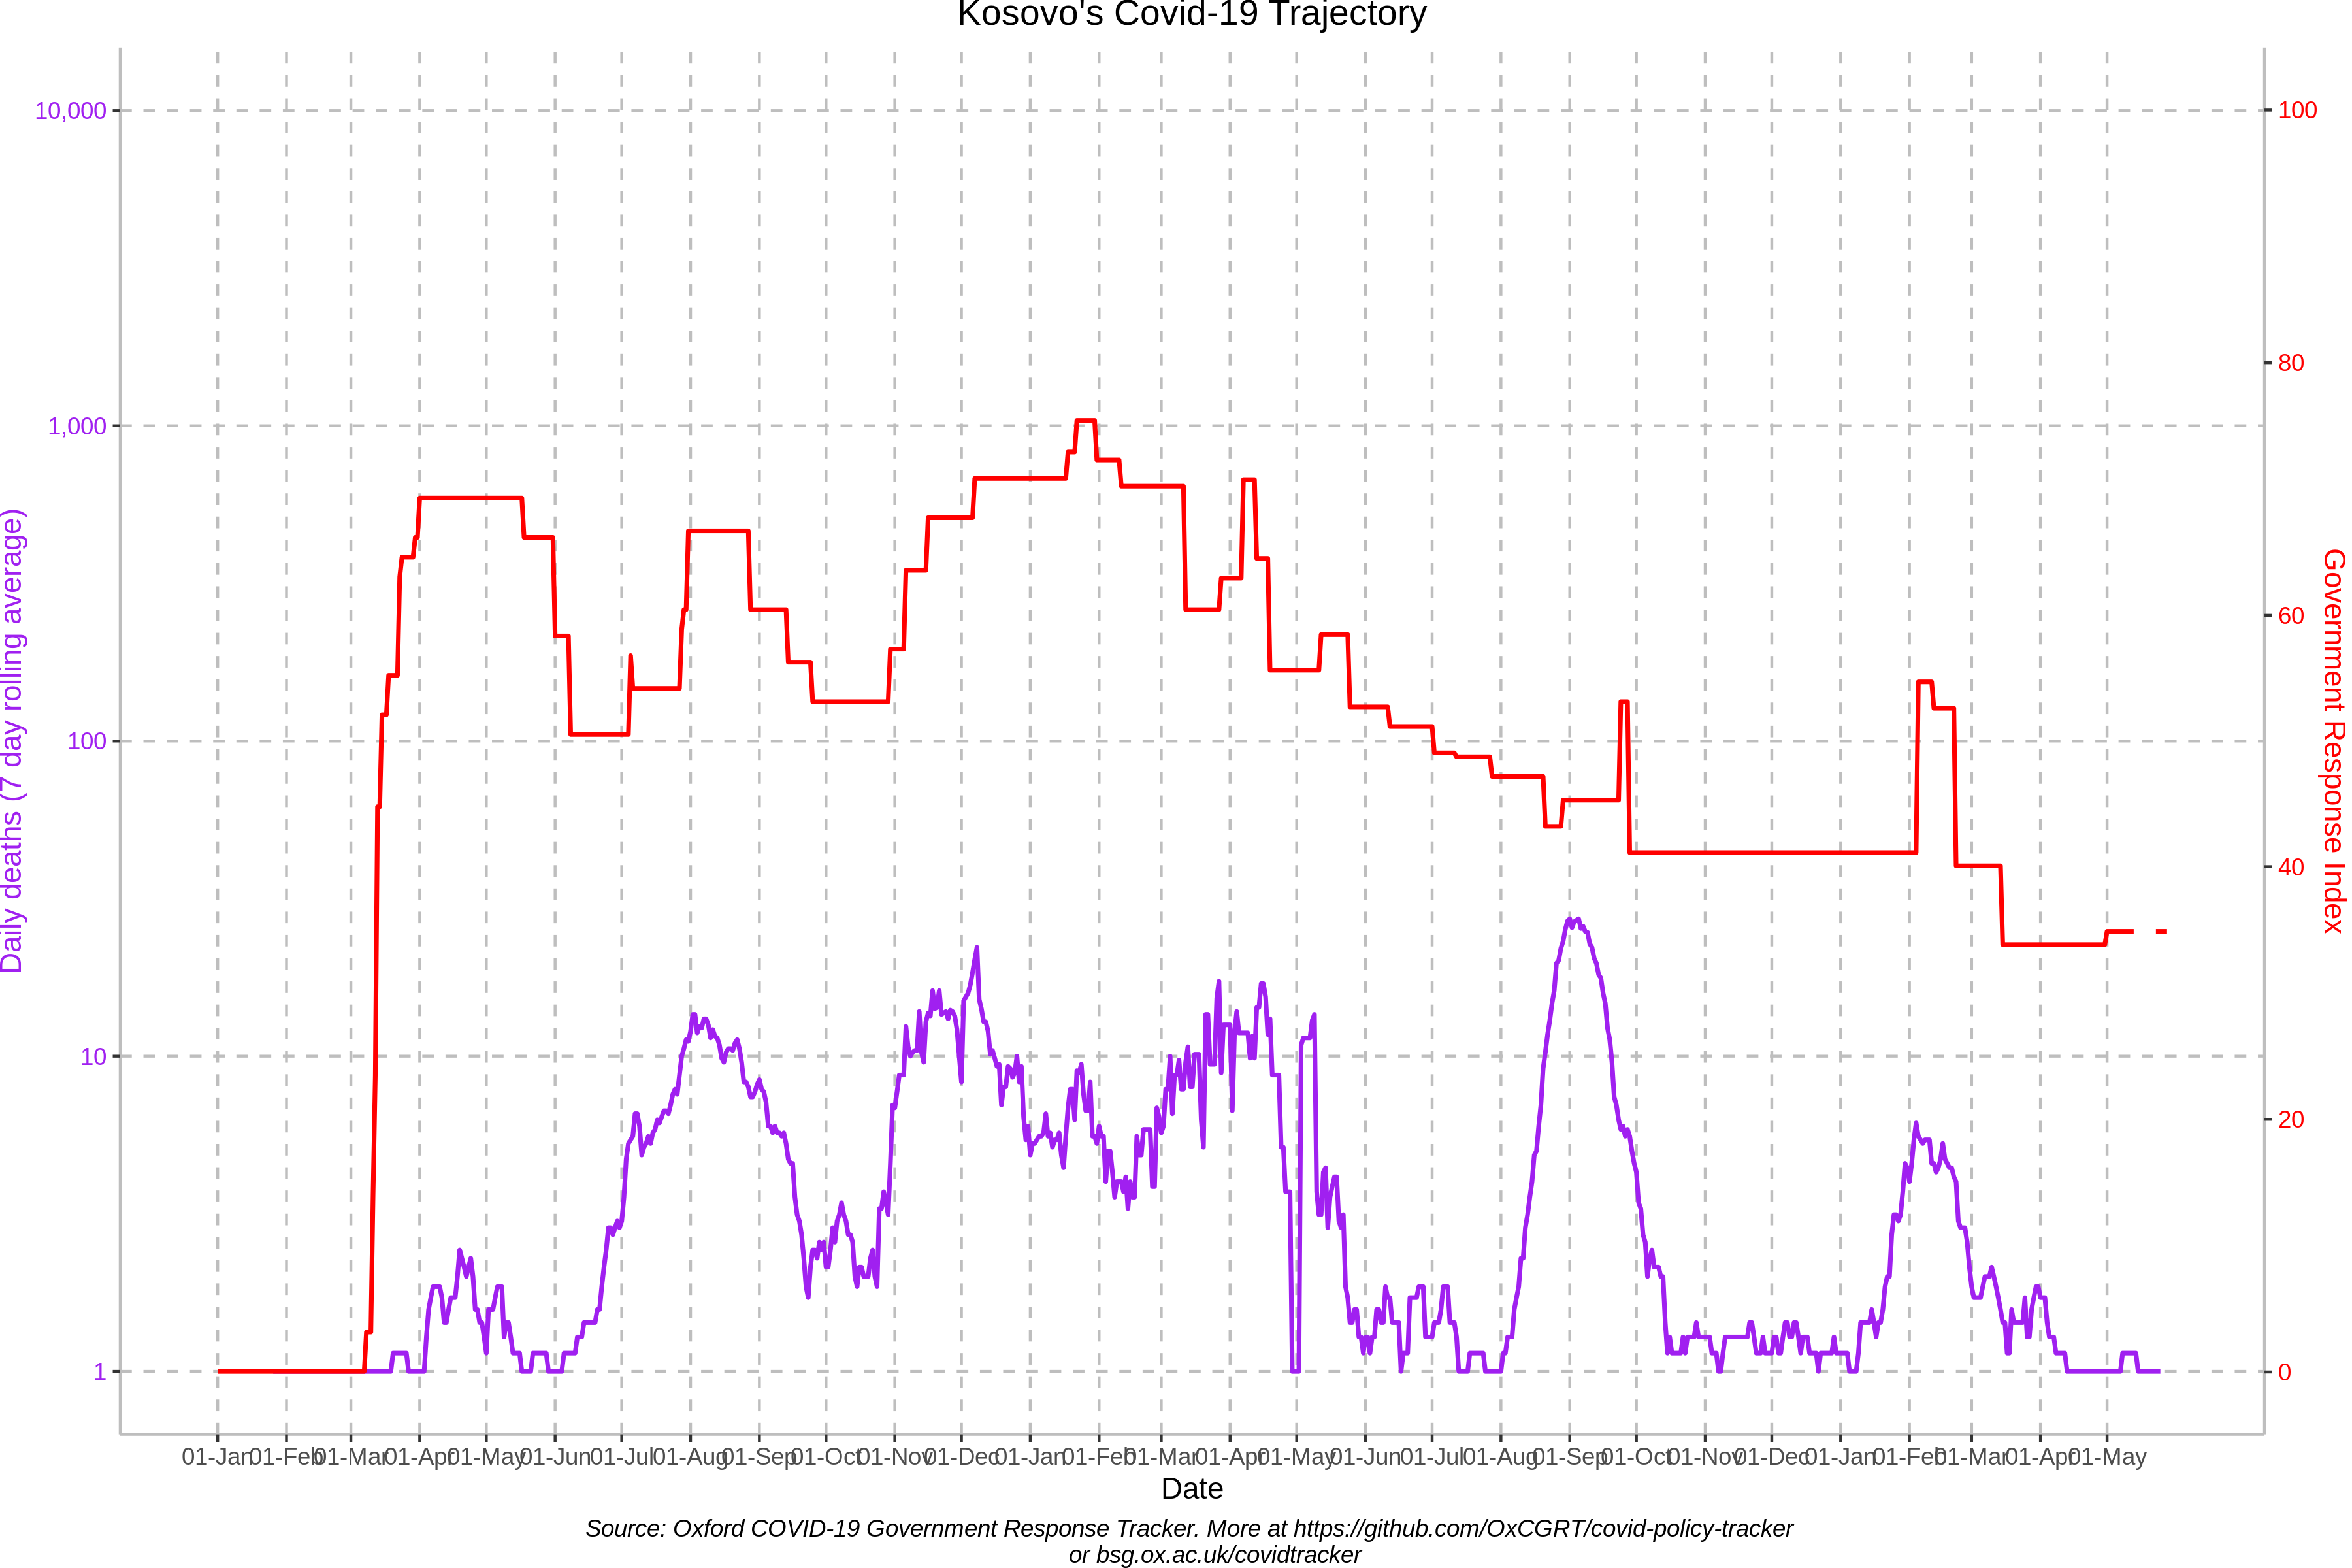 Kosovo's Covid-19 Trajectory
10,000
1,000
100
10
1
Daily deaths (7 day rolling average)
100
80
60
40
20
0
Government Response Index
01-Jan 01-Feb 01-Mar 01-Apr 01-May 01-Jun 01-Jul 01-Aug 01-Sep 01-Oct 01-Nov 01-Dec 01-Jan 01-Feb 01-Mar 01-Apr 01-May 01-Jun 01-Jul 01-Aug 01-Sep 01-Oct 01-Nov 01-Dec 01-Jan 01-Feb 01-Mar 01-Apr 01-May
Date
Source: Oxford COVID-19 Government Response Tracker. More at https://github.com/OxCGRT/covid-policy-tracker
or bsg.ox.ac.uk/covidtracker